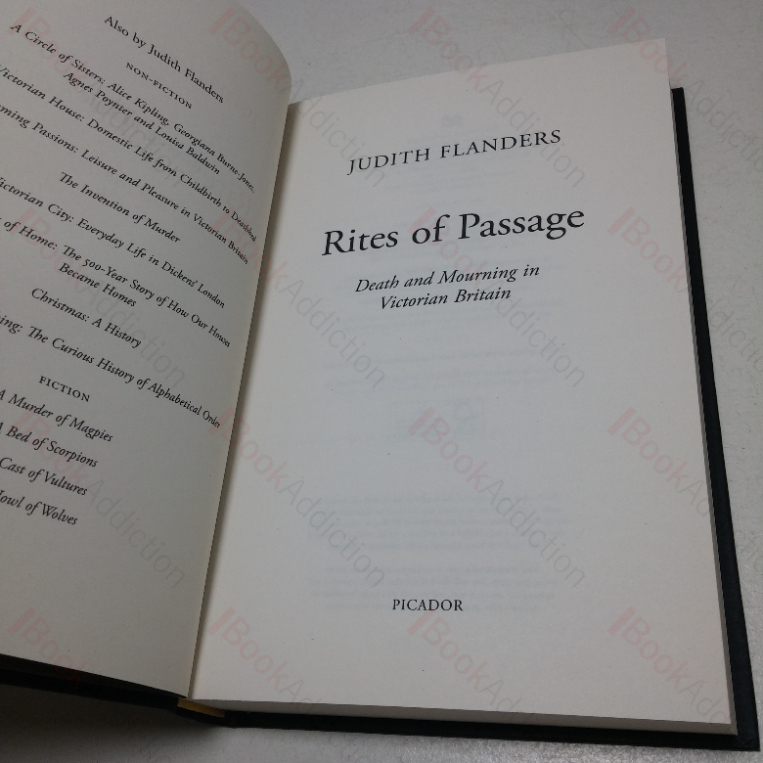 Also by Judith Flanders
NON-FICTION
A Circle of Sisters: Alice Kipling, Georgiana Burne-Jones,
Agnes Poynter and Louisa Baldwin
Victorian House: Domestic Life from Childbirth to Deathbed
Passions: Leisure and Pleasure in Victorian Britain
The Invention of Murder
City: Everyday Life in Dickens' London
of Home: The 500-Year Story of How Our Houses
Became Homes
Christmas: A History
The Curious History of Alphabetical Order
FICTION
A Murder of Magpies
A Bed of Scorpions
Cast of Vultures
of Wolves
JUDITH FLANDERS
Rites of Passage
Death and Mourning in
Victorian Britain
PICADOR
BookAddiction